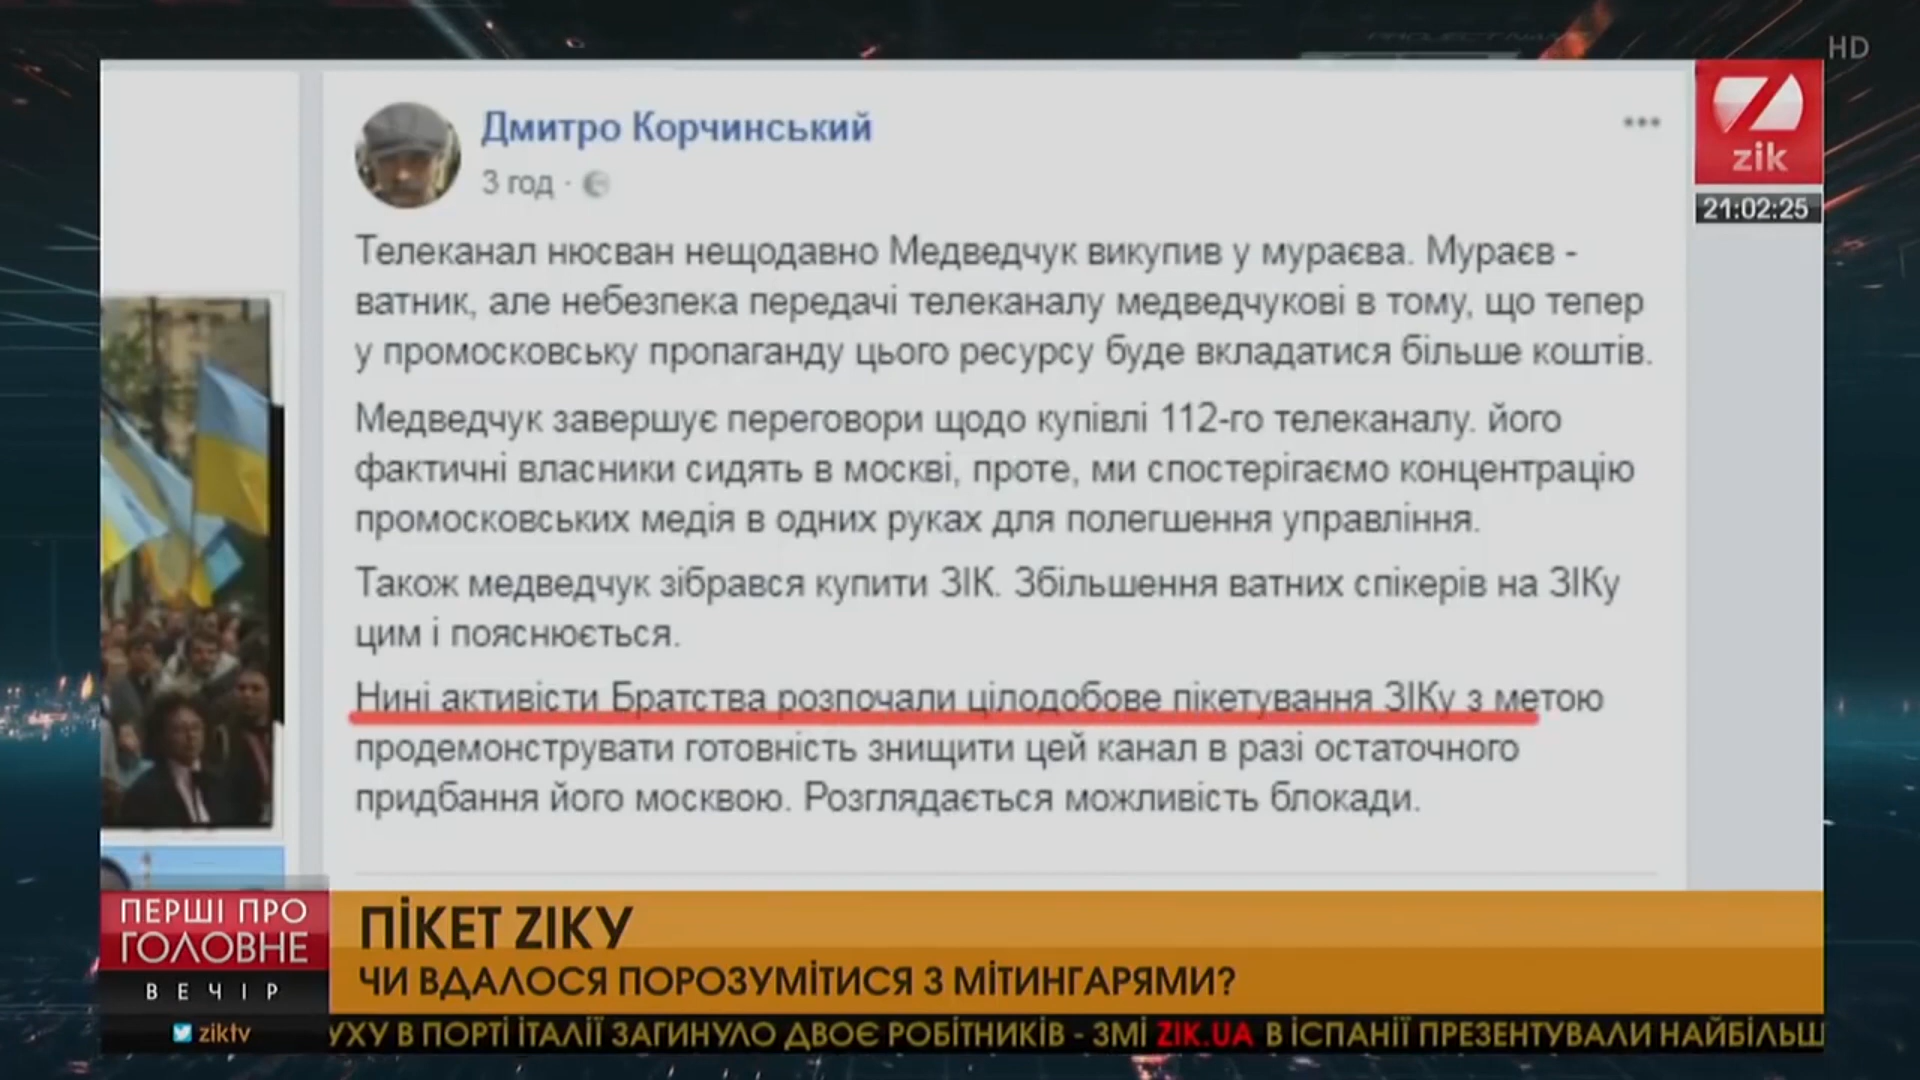 HD
zik
21:02:25
Дмитро Корчинський
3 год ·
Телеканал нюсван нещодавно Медведчук викупив у мураєва. Мураєв -
ватник, але небезпека передачі телеканалу медведчукові в тому, що тепер
у промосковську пропаганду цього ресурсу буде вкладатися більше коштів.
Медведчук завершує переговори щодо купівлі 112-го телеканалу. його
фактичні власники сидять в москві, проте, ми спостерігаємо концентрацію
промосковських медія в одних руках для полегшення управління.
Також медведчук зібрався купити ЗІК. Збільшення ватних спікерів на ЗІКу
цим і пояснюється.
Нині активісти Братства розпочали цілодобове пікетування ЗІКу з метою
продемонструвати готовність знищити цей канал в разі остаточного
придбання його москвою. Розглядається можливість блокади.
ПЕРШІ ПРО
ГОЛОВНЕ
ВЕЧІР
ПІКЕТ ZIKУ
ЧИ ВДАЛОСЯ ПОРОЗУМІТИСЯ З МІТИНГАРЯМИ?
ziktv
УХУ В ПОРТІ ІТАЛІЇ ЗАГИНУЛО ДВОЄ РОБІТНИКІВ - ЗМІ ZIK.UA В ІСПАНІЇ ПРЕЗЕНТУВАЛИ НАЙБІЛЬШ